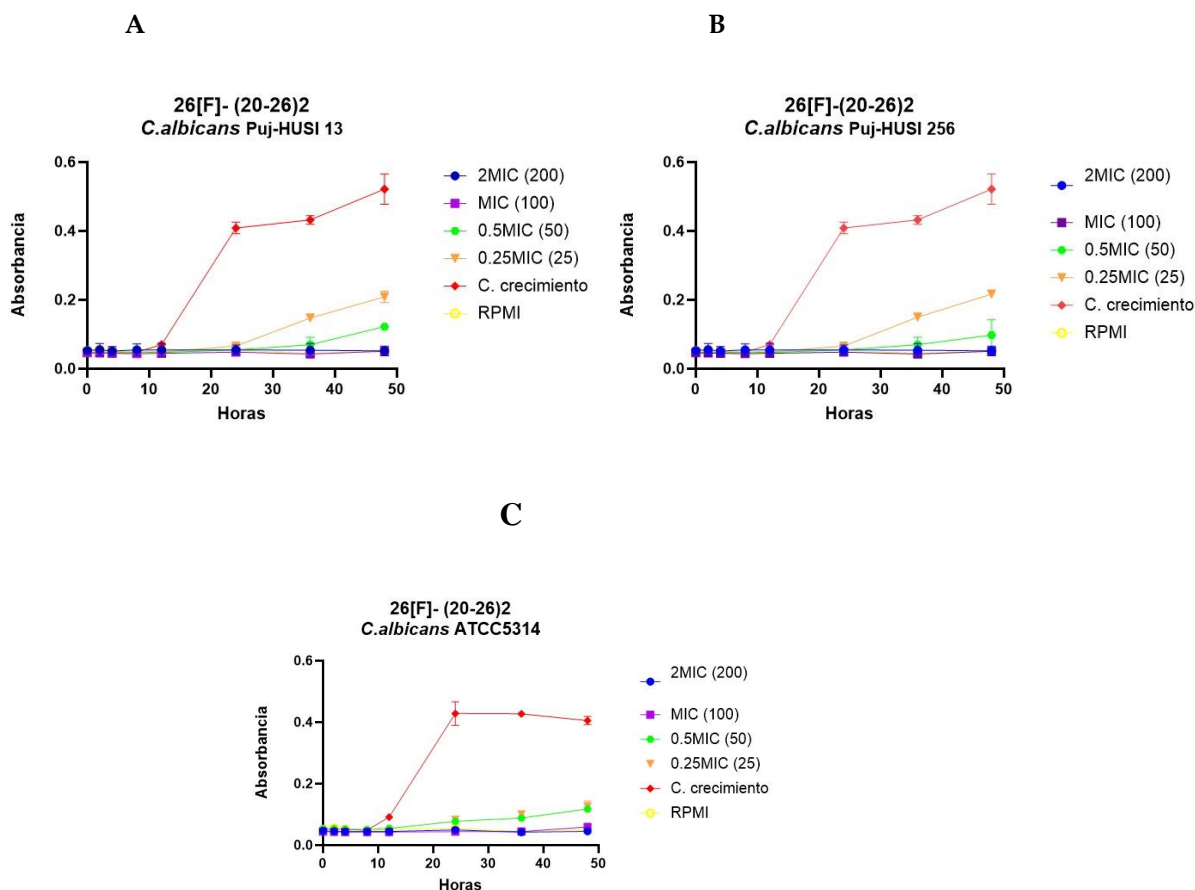 A
26[F]- (20-26)2
C.albicans Puj-HUSI 13
0.6
0.4
0.2
0.0
Absorbancia
0 10 20 30 40 50
Horas
2MIC (200)
MIC (100)
0.5MIC (50)
0.25MIC (25)
C. crecimiento
RPMI
B
26[F]-(20-26)2
C.albicans Puj-HUSI 256
0.6
0.4
0.2
0.0
Absorbancia
0 10 20 30 40 50
Horas
2MIC (200)
MIC (100)
0.5MIC (50)
0.25MIC (25)
C. crecimiento
RPMI
C
26[F]- (20-26)2
C.albicans ATCC5314
0.6
0.4
0.2
0.0
Absorbancia
0 10 20 30 40 50
Horas
2MIC (200)
MIC (100)
0.5MIC (50)
0.25MIC (25)
C. crecimiento
RPMI